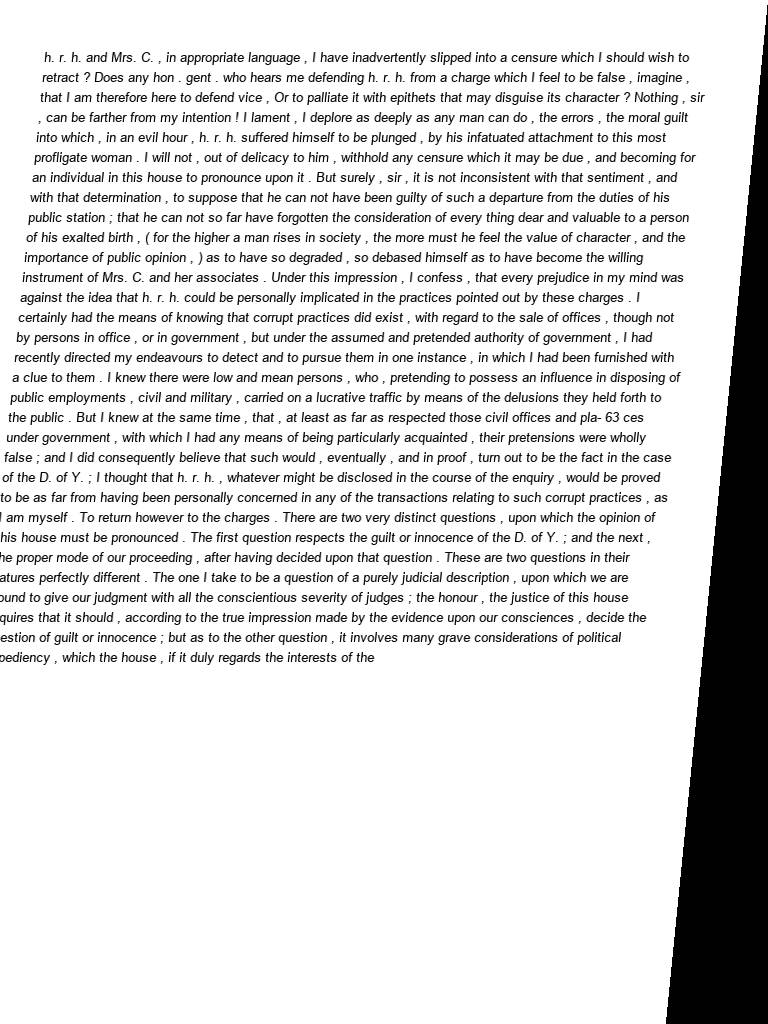 h. r. h. and Mrs. C. , in appropriate language , I have inadvertently slipped into a censure which I should wish to
retract ? Does any hon . gent . who hears me defending h. r. h. from a charge which I feel to be false , imagine ,
that I am therefore here to defend vice , Or to palliate it with epithets that may disguise its character ? Nothing , sir
, can be farther from my intention ! I lament , I deplore as deeply as any man can do , the errors , the moral guilt
into which , in an evil hour , h. r. h. suffered himself to be plunged , by his infatuated attachment to this most
profligate woman . I will not , out of delicacy to him , withhold any censure which it may be due , and becoming for
an individual in this house to pronounce upon it . But surely , sir , it is not inconsistent with that sentiment , and
with that determination , to suppose that he can not have been guilty of such a departure from the duties of his
public station ; that he can not so far have forgotten the consideration of every thing dear and valuable to a person
of his exalted birth , ( for the higher a man rises in society , the more must he feel the value of character , and the
importance of public opinion , ) as to have so degraded , so debased himself as to have become the willing
instrument of Mrs. C. and her associates . Under this impression , I confess , that every prejudice in my mind was
against the idea that h. r. h. could be personally implicated in the practices pointed out by these charges . I
certainly had the means of knowing that corrupt practices did exist , with regard to the sale of offices , though not
by persons in office , or in government , but under the assumed and pretended authority of government , I had
recently directed my endeavours to detect and to pursue them in one instance , in which I had been furnished with
a clue to them . I knew there were low and mean persons , who , pretending to possess an influence in disposing of
public employments , civil and military , carried on a lucrative traffic by means of the delusions they held forth to
the public . But I knew at the same time , that , at least as far as respected those civil offices and pla- 63 ces
under government , with which I had any means of being particularly acquainted , their pretensions were wholly
false ; and I did consequently believe that such would , eventually , and in proof , turn out to be the fact in the case
of the D. of Y. ; I thought that h. r. h. , whatever might be disclosed in the course of the enquiry , would be proved
to be as far from having been personally concerned in any of the transactions relating to such corrupt practices , as
I am myself . To return however to the charges . There are two very distinct questions , upon which the opinion of
his house must be pronounced . The first question respects the guilt or innocence of the D. of Y. ; and the next ,
he proper mode of our proceeding , after having decided upon that question . These are two questions in their
atures perfectly different . The one I take to be a question of a purely judicial description , upon which we are
ound to give our judgment with all the conscientious severity of judges ; the honour , the justice of this house
quires that it should , according to the true impression made by the evidence upon our consciences , decide the
estion of guilt or innocence ; but as to the other question , it involves many grave considerations of political
pediency , which the house , if it duly regards the interests of the